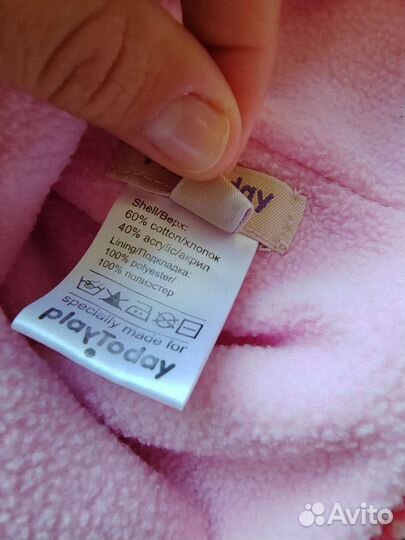 day
Shell/Верх:
60% cotton/хлопок
40% acrylic/акрил
Lining/Подкладка:
100% polyester/
100% полиэстер
specially made for
playToday
Avito